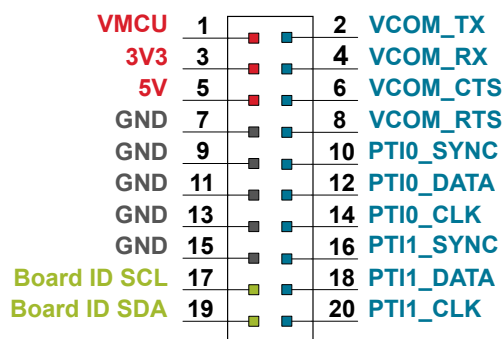 VMCU 1 2 VCOM_TX
3V3 3 4 VCOM_RX
5V 5 6 VCOM_CTS
GND 7 8 VCOM_RTS
GND 9 10 PTI0_SYNC
GND 11 12 PTI0_DATA
GND 13 14 PTI0_CLK
GND 15 16 PTI1_SYNC
Board ID SCL 17 18 PTI1_DATA
Board ID SDA 19 20 PTI1_CLK